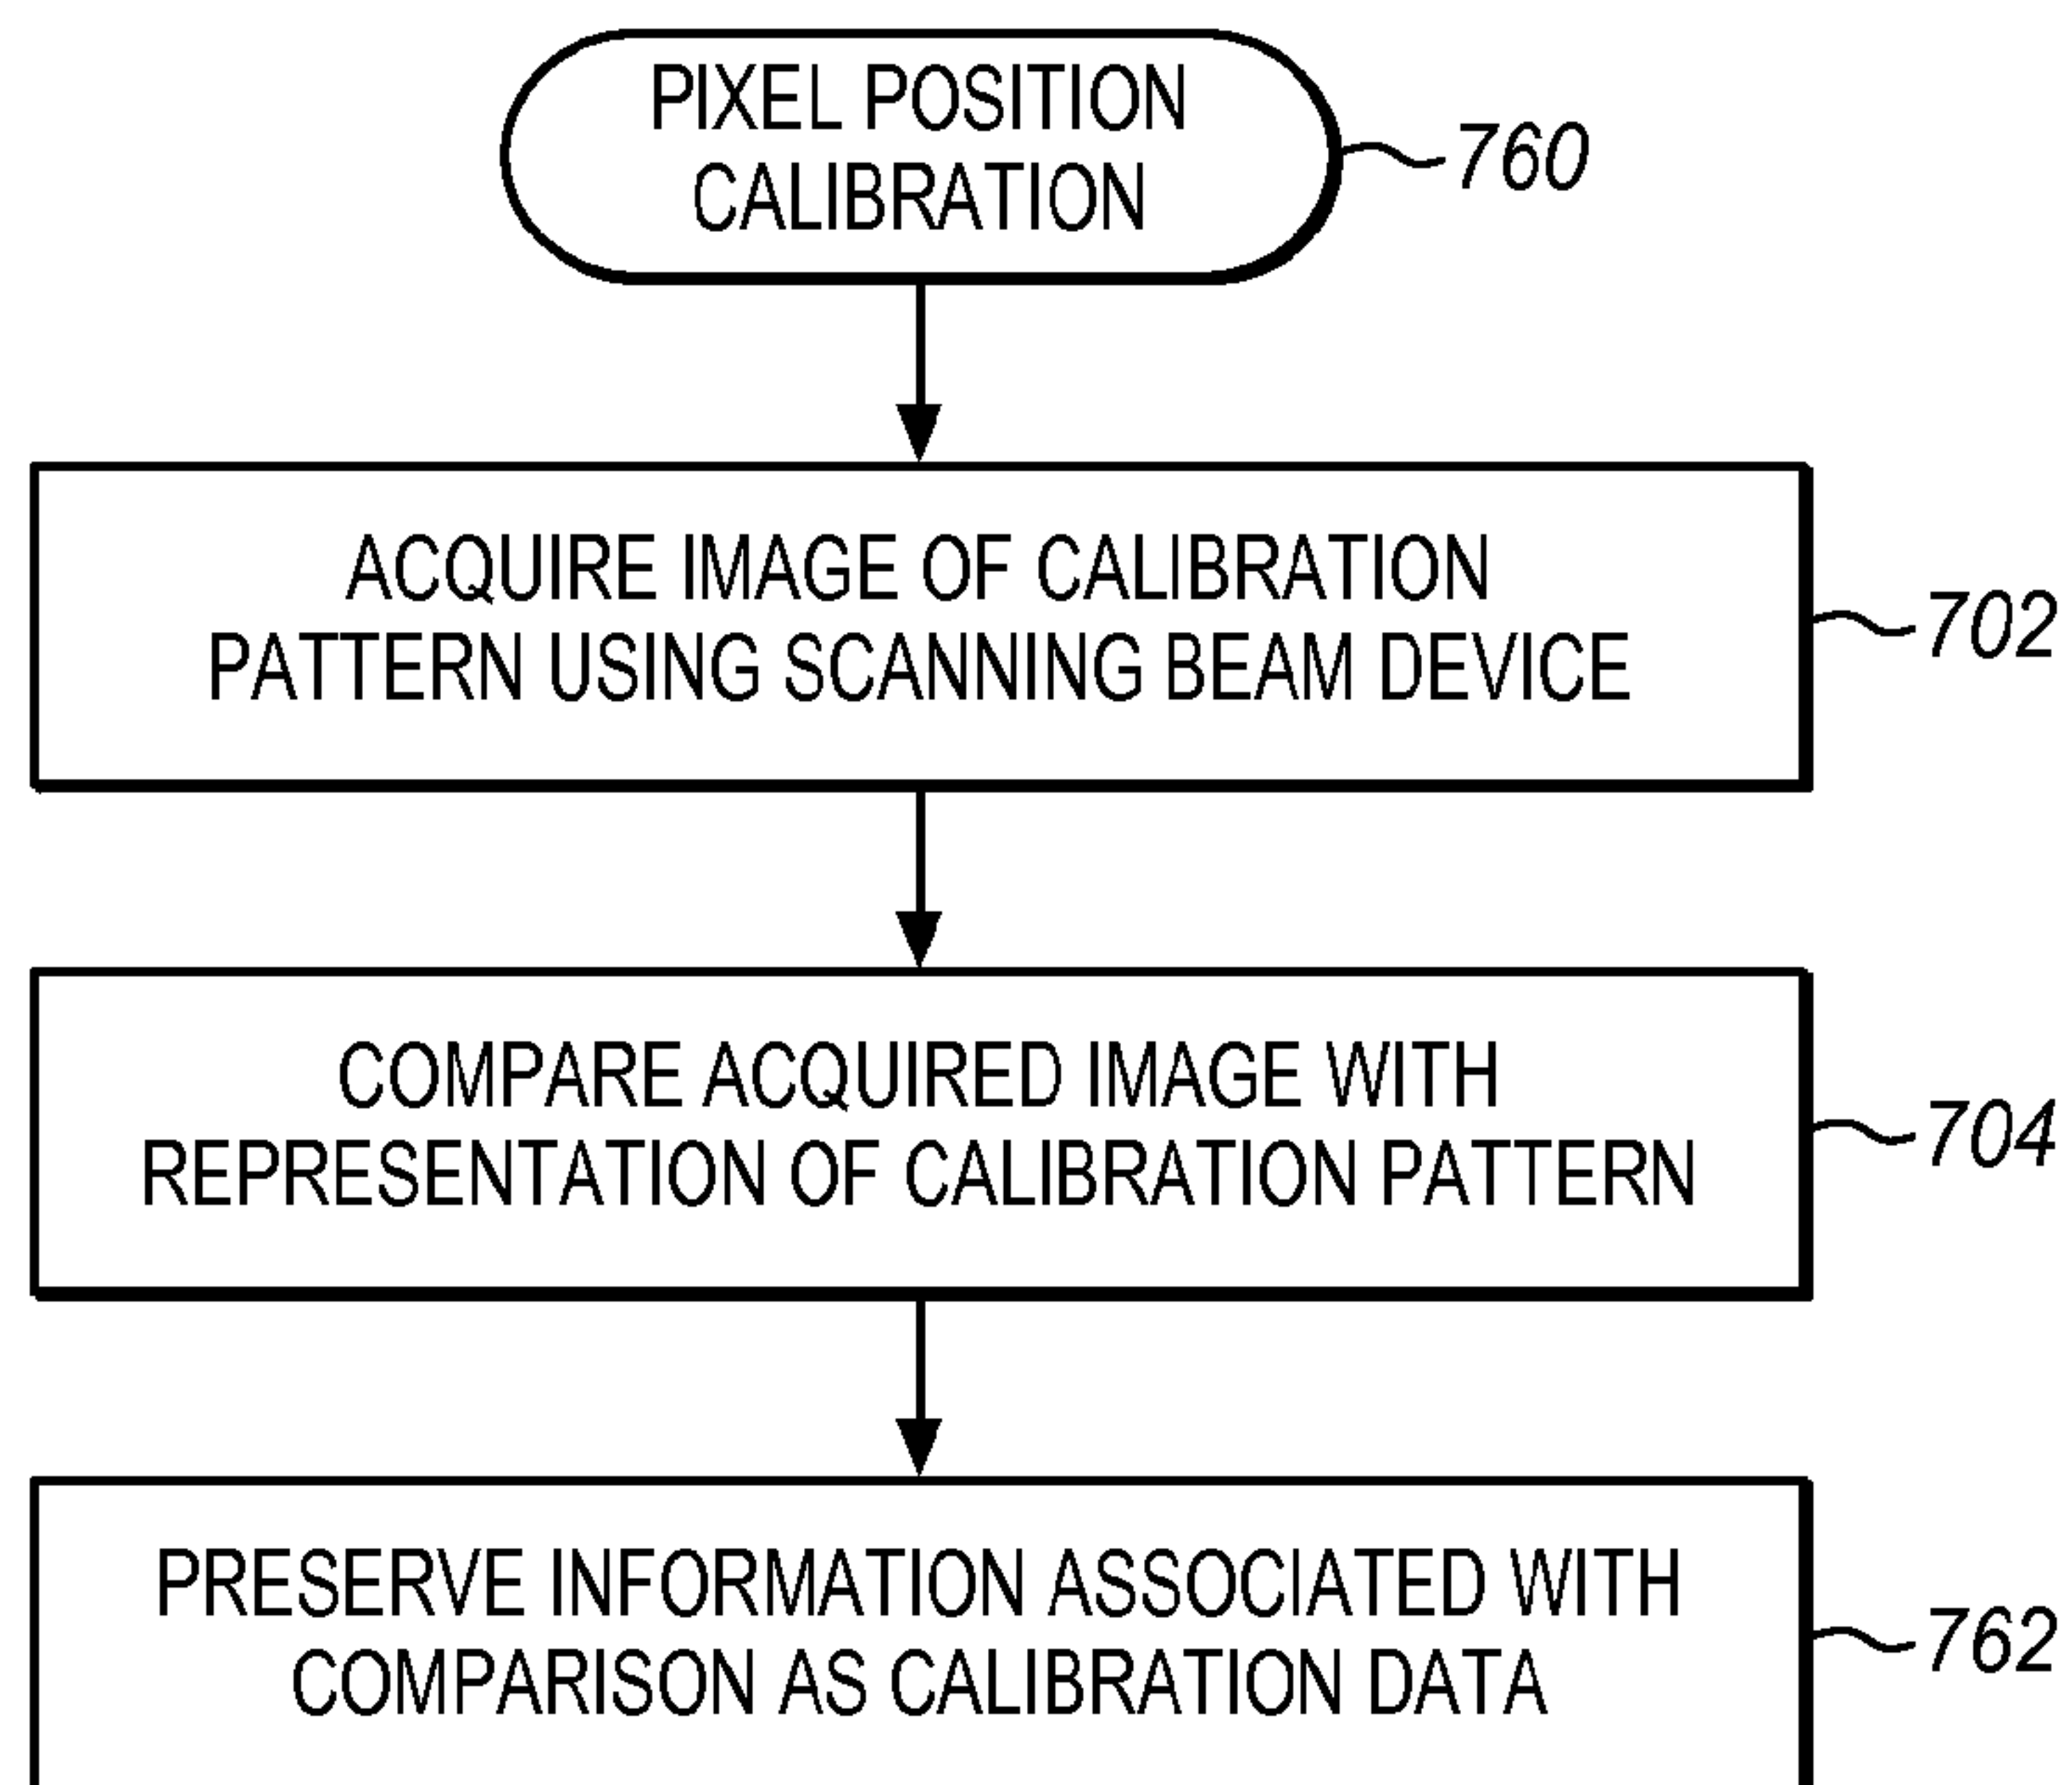 PIXEL POSITION
CALIBRATION
760
ACQUIRE IMAGE OF CALIBRATION
PATTERN USING SCANNING BEAM DEVICE
702
COMPARE ACQUIRED IMAGE WITH
REPRESENTATION OF CALIBRATION PATTERN
704
PRESERVE INFORMATION ASSOCIATED WITH
COMPARISON AS CALIBRATION DATA
762